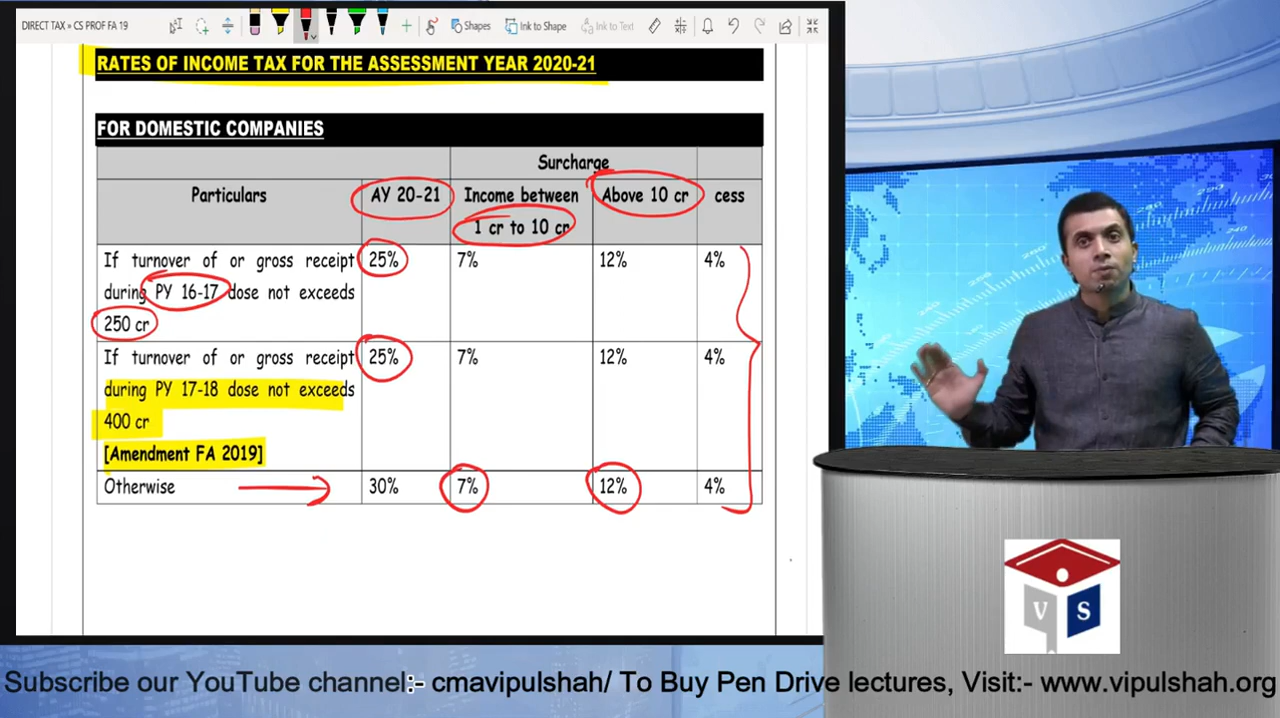 DIRECT TAX » CS PROF FA 19
Shapes
Ink to Shape
Ink to Text
RATES OF INCOME TAX FOR THE ASSESSMENT YEAR 2020-21
FOR DOMESTIC COMPANIES
Surcharge
Particulars AY 20-21 Income between Above 10 cr cess
1 cr to 10 cr
If turnover of or gross receipt 25% 7% 12% 4%
during PY 16-17 dose not exceeds
250 cr
If turnover of or gross receipt 25% 7% 12% 4%
during PY 17-18 dose not exceeds
400 cr
[Amendment FA 2019]
Otherwise 30% 7% 12% 4%
V S
Subscribe our YouTube channel:- cmavipulshah/ To Buy Pen Drive lectures, Visit:- www.vipulshah.org